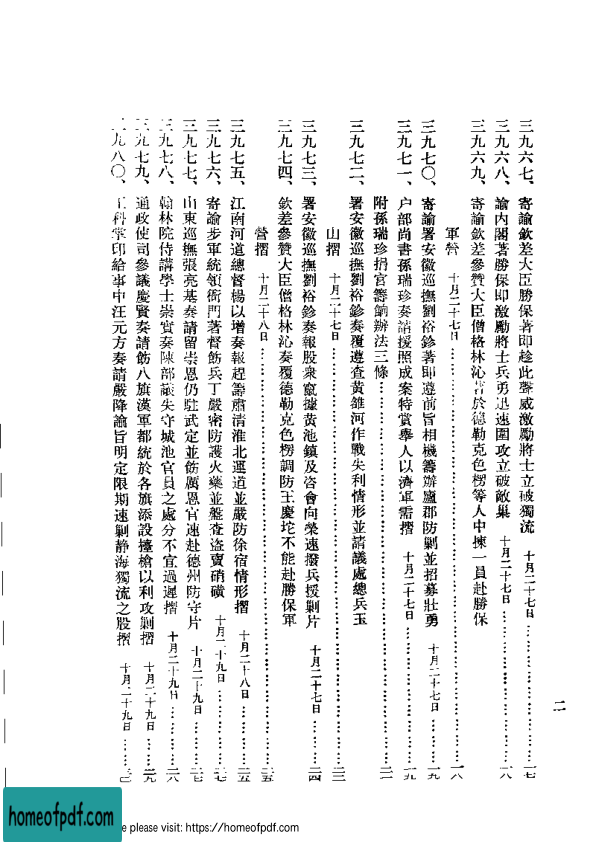 三九六七、寄諭欽差大臣勝保著即趁此聲威激勵將士立破獨流 十月二十七日……一七
三九六八、諭內閣著勝保即激勵將士兵勇迅速圍攻立破敵巢 十月二十七日……一八
三九六九、寄諭欽差參贊大臣僧格林沁著於德勒克色楞等人中揀一員赴勝保
軍營 十月二十七日……一八
三九七〇、寄諭署安徽巡撫劉裕鉁著即遵前旨相機籌辦廬郡防剿並招募壯勇 十月二十七日……一九
三九七一、户部尚書孫瑞珍奏請援照成案特賞舉人以濟軍需摺 十月二十七日……一九
附孫瑞珍捐官籌餉辦法三條……二一
三九七二、署安徽巡撫劉裕鉁奏覆遵查黃雒河作戰失利情形並請議處總兵玉
山摺 十月二十七日……二三
三九七三、署安徽巡撫劉裕鉁奏報股衆竄據黃池鎮及咨會向榮速撥兵援剿片 十月二十七日……二四
三九七四、欽差參贊大臣僧格林沁奏覆德勒克色楞調防王慶坨不能赴勝保軍
營摺 十月二十八日……二五
三九七五、江南河道總督楊以增奏報趕籌肅清淮北運道並嚴防徐宿情形摺 十月二十八日……二五
三九七六、寄諭步軍統領衙門著督飭兵丁嚴密防護火藥並盤查盜賣硝磺 十月二十九日……二七
三九七七、山東巡撫張亮基奏請留崇恩仍駐武定並飭厲恩官速赴德州防守片 十月二十九日……二七
三九七八、翰林院侍講學士崇實奏陳部議失守城池官員之處分不宜過遲摺 十月二十九日……二八
三九七九、通政使司參議慶賢奏請飭八旗漢軍都統於各旗添設擡槍以利攻剿摺 十月二十九日……二九
三九八〇、工科掌印給事中汪元方奏請嚴降諭旨明定限期速剿静海獨流之股摺 十月二十九日……
二
homeofpdf.com
e please visit: https://homeofpdf.com